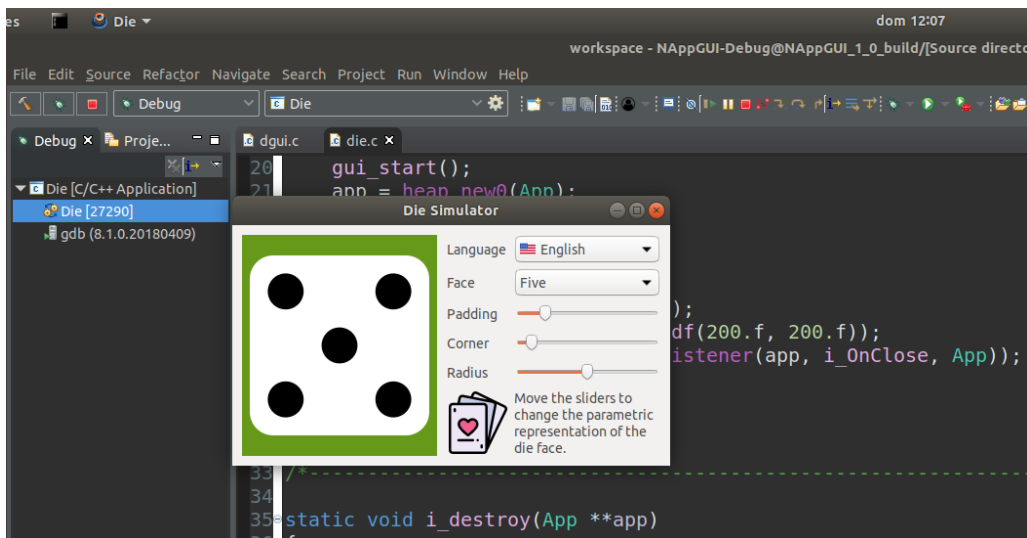 es Die dom 12:07
workspace - NAppGUI-Debug@NAppGUI_1_0_build/[Source directo
File Edit Source Refactor Navigate Search Project Run Window Help
Debug Die
Debug Proje... dgui.c die.c
20 gui_start();
21 app = heap_new0(App);
Die [C/C++ Application]
Die [27290]
gdb (8.1.0.20180409)
Die Simulator
Language English
Face Five
Padding
Corner
Radius
Move the sliders to
change the parametric
representation of the
die face.
);
df(200.f, 200.f));
istener(app, i_OnClose, App));
33 /*------------------------------------------------------------
34
35 static void i_destroy(App **app)